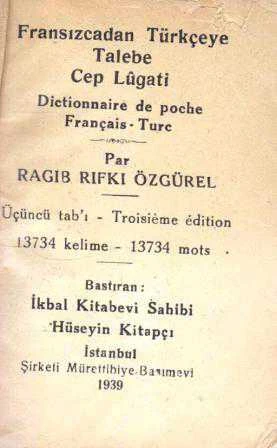 Fransızcadan Türkçeye
Talebe
Cep Lûgati
Dictionnaire de poche
Français - Turc
Par
RAGIB RIFKI ÖZGÜREL
Üçüncü tab'ı - Troisième édition
13734 kelime - 13734 mots
Bastıran :
İkbal Kitabevi Sahibi
Hüseyin Kitapçı
İstanbul
Şirketi Mürettibiye Basımevi
1939